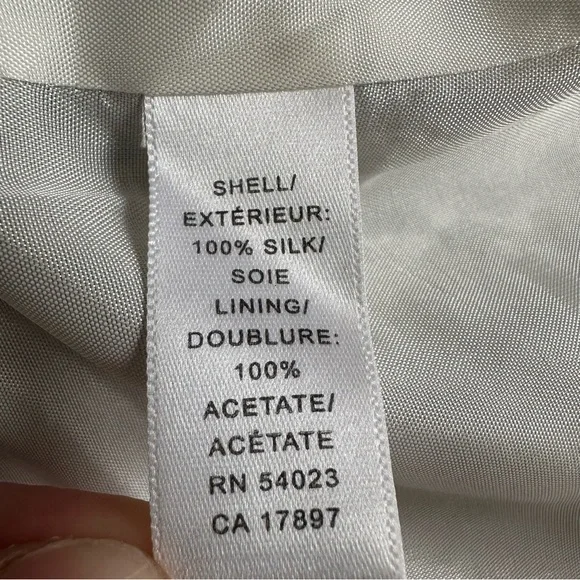 SHELL/
EXTÉRIEUR:
100% SILK/
SOIE
LINING/
DOUBLURE:
100%
ACETATE/
ACÉTATE
RN 54023
CA 17897